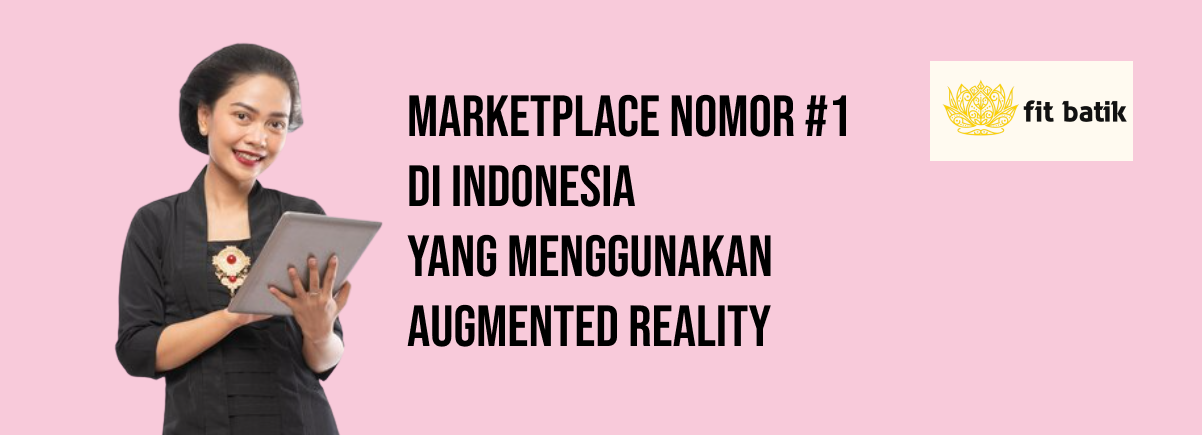 MARKETPLACE NOMOR #1
DI INDONESIA
YANG MENGGUNAKAN
AUGMENTED REALITY
fit batik